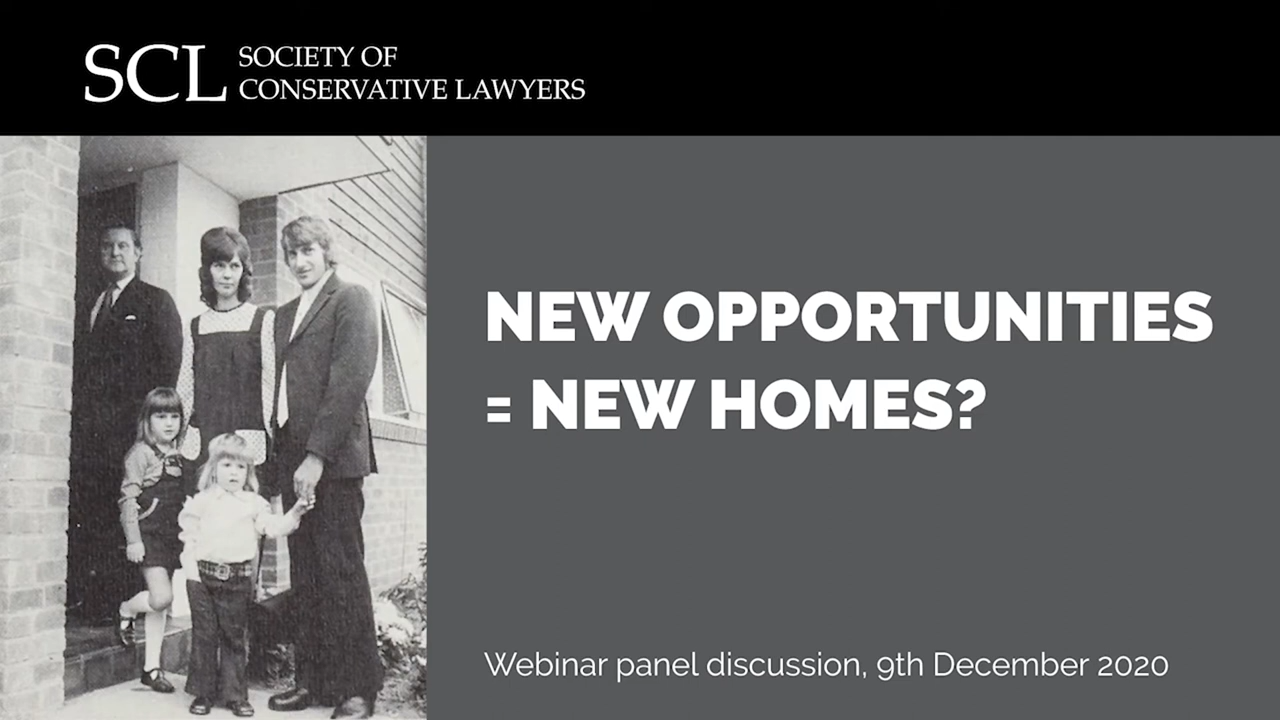 SCL
SOCIETY OF
CONSERVATIVE LAWYERS
NEW OPPORTUNITIES
= NEW HOMES?
Webinar panel discussion, 9th December 2020